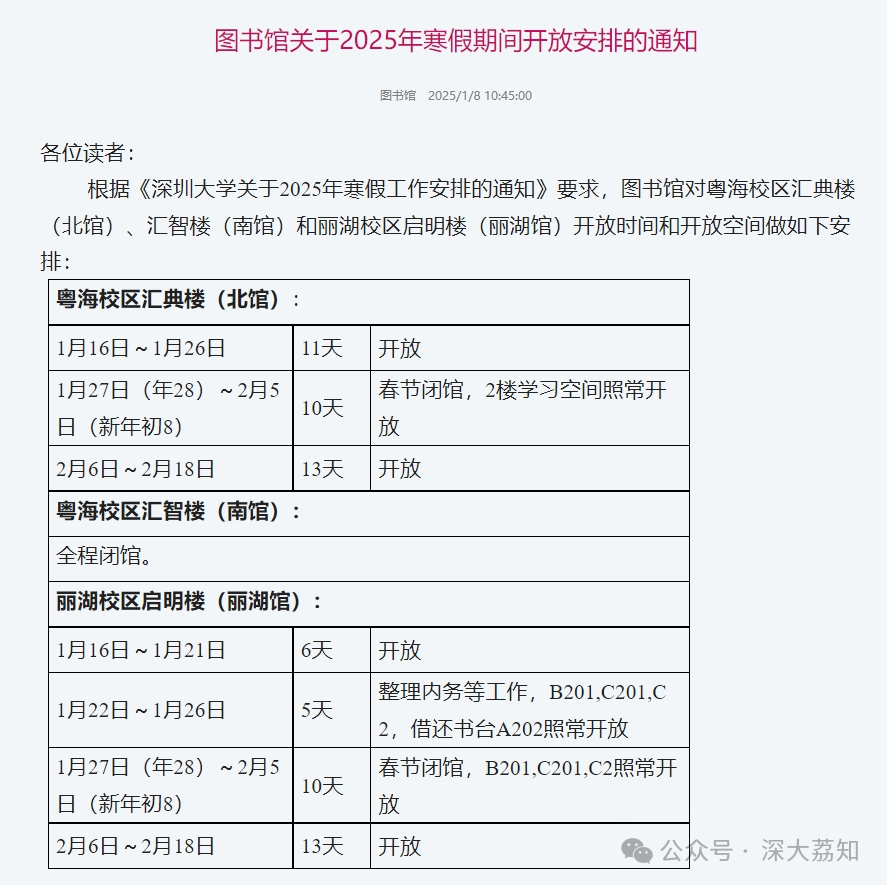 图书馆关于2025年寒假期间开放安排的通知
图书馆 2025/1/8 10:45:00
各位读者：
根据《深圳大学关于2025年寒假工作安排的通知》要求，图书馆对粤海校区汇典楼
（北馆）、汇智楼（南馆）和丽湖校区启明楼（丽湖馆）开放时间和开放空间做如下安
排：
粤海校区汇典楼（北馆）：
1月16日～1月26日 11天 开放
1月27日（年28）～2月5
日（新年初8）
10天
春节闭馆，2楼学习空间照常开
放
2月6日～2月18日 13天 开放
粤海校区汇智楼（南馆）：
全程闭馆。
丽湖校区启明楼（丽湖馆）：
1月16日～1月21日 6天 开放
1月22日～1月26日 5天
整理内务等工作，B201,C201,C
2，借还书台A202照常开放
1月27日（年28）～2月5
日（新年初8）
10天
春节闭馆，B201,C201,C2照常开
放
2月6日～2月18日 13天 开放
公众号 · 深大荔知